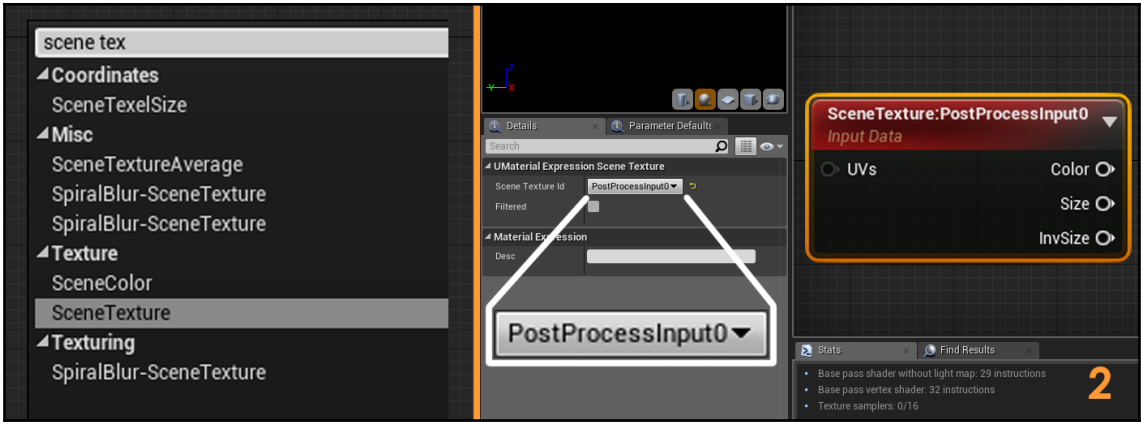 scene tex
Coordinates
SceneTexelSize
Misc
SceneTextureAverage
SpiralBlur-SceneTexture
SpiralBlur-SceneTexture
Texture
SceneColor
SceneTexture
Texturing
SpiralBlur-SceneTexture
Z
Y X
Details
Parameter Defaults
Search
UMaterial Expression Scene Texture
Scene Texture Id PostProcessInput0
Filtered
Material Expression
Desc
PostProcessInput0
SceneTexture:PostProcessInput0
Input Data
UVs Color
Size
InvSize
Stats
Find Results
Base pass shader without light map: 29 instructions
Base pass vertex shader: 32 instructions
Texture samplers: 0/16
2